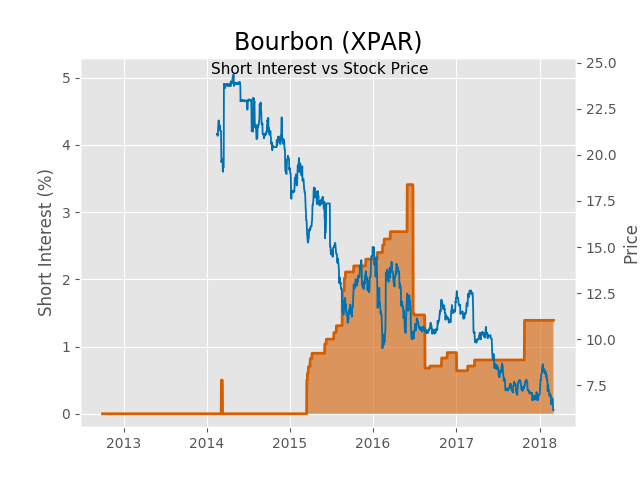 Bourbon (XPAR)
Short Interest vs Stock Price
Short Interest (%)
5
4
3
2
1
0
25.0
22.5
20.0
17.5
15.0
12.5
10.0
7.5
Price
2013 2014 2015 2016 2017 2018